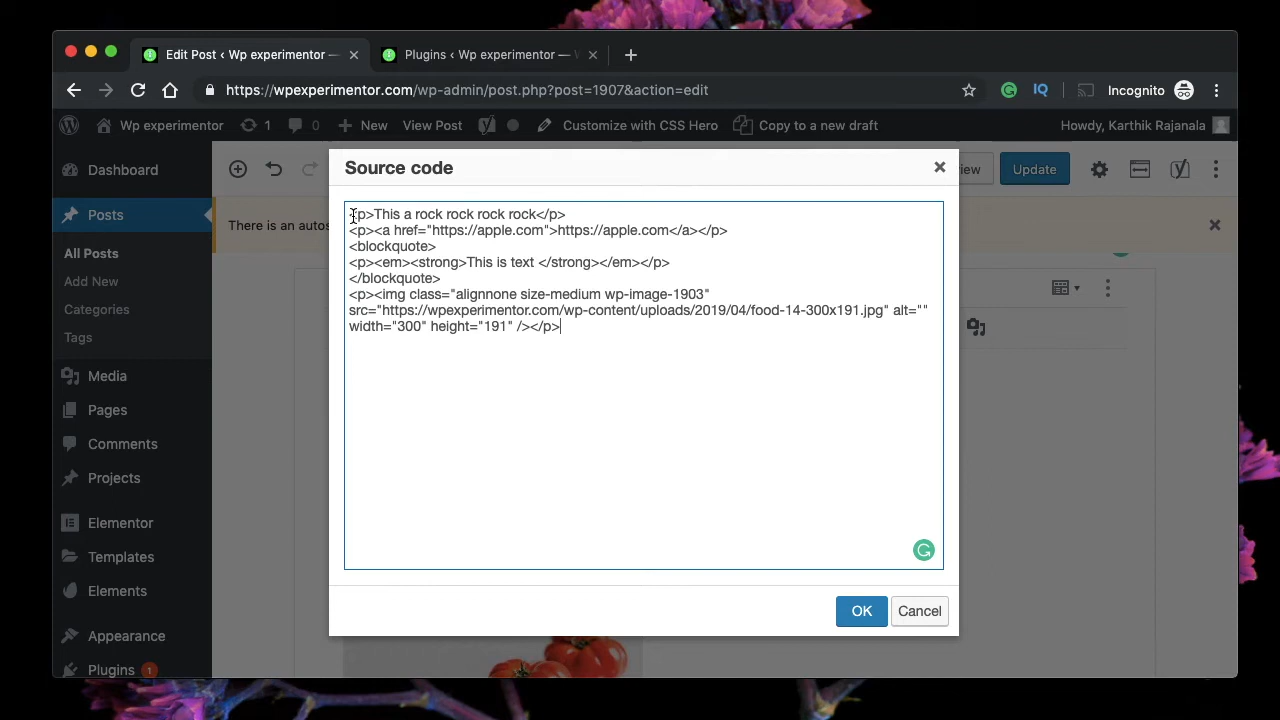 Edit Post ‹ Wp experimentor —
Plugins ‹ Wp experimentor —
https://wpexperimentor.com/wp-admin/post.php?post=1907&action=edit
IQ
Incognito
Wp experimentor
1
0
New
View Post
Customize with CSS Hero
Copy to a new draft
Howdy, Karthik Rajanala
Dashboard
Posts
All Posts
Add New
Categories
Tags
Media
Pages
Comments
Projects
Elementor
Templates
Elements
Appearance
Plugins 1
Update
There is an autos
Source code
<p>This a rock rock rock rock</p>
<p><a href="https://apple.com">https://apple.com</a></p>
<blockquote>
<p><em><strong>This is text </strong></em></p>
</blockquote>
<p><img class="alignnone size-medium wp-image-1903"
src="https://wpexperimentor.com/wp-content/uploads/2019/04/food-14-300x191.jpg" alt=""
width="300" height="191" /></p>
OK
Cancel